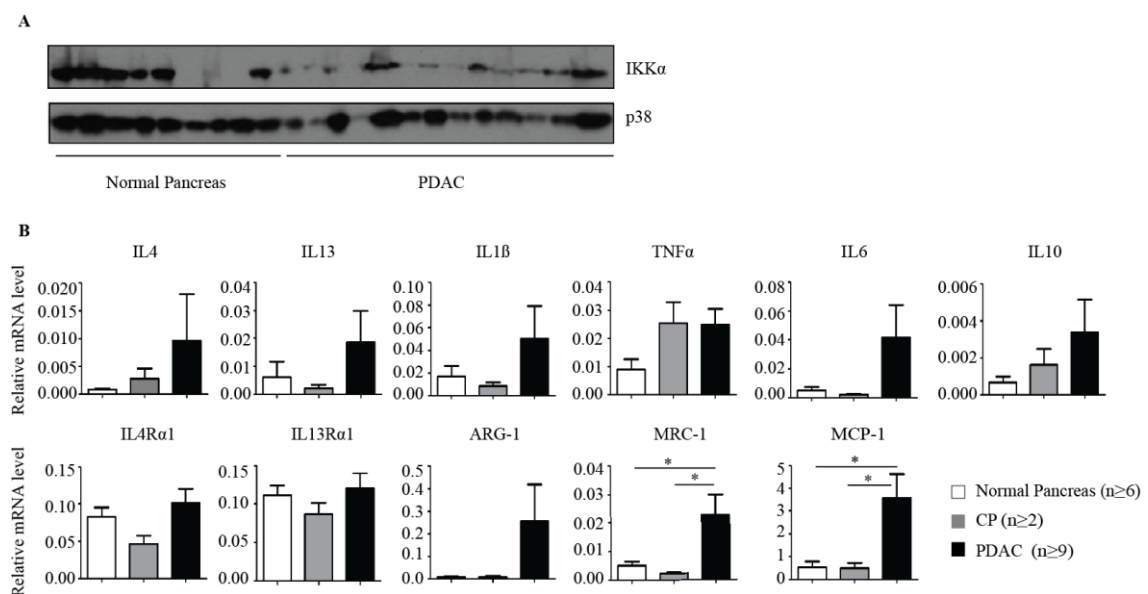 A
IKKα
p38
Normal Pancreas PDAC
B
IL4 IL13 IL1ß TNFα IL6 IL10
Relative mRNA level
0.020 0.015 0.010 0.005 0.000
0.04 0.03 0.02 0.01 0.00
0.10 0.08 0.06 0.04 0.02 0.00
0.04 0.03 0.02 0.01 0.00
0.08 0.06 0.04 0.02 0.00
0.006 0.004 0.002 0.000
IL4Rα1 IL13Rα1 ARG-1 MRC-1 MCP-1
Relative mRNA level
0.15 0.10 0.05 0.00
0.15 0.10 0.05 0.00
0.5 0.4 0.3 0.2 0.1 0.0
0.04 0.03 0.02 0.01 0.00
* *
5 4 3 2 1 0
* *
Normal Pancreas (n≥6)
CP (n≥2)
PDAC (n≥9)